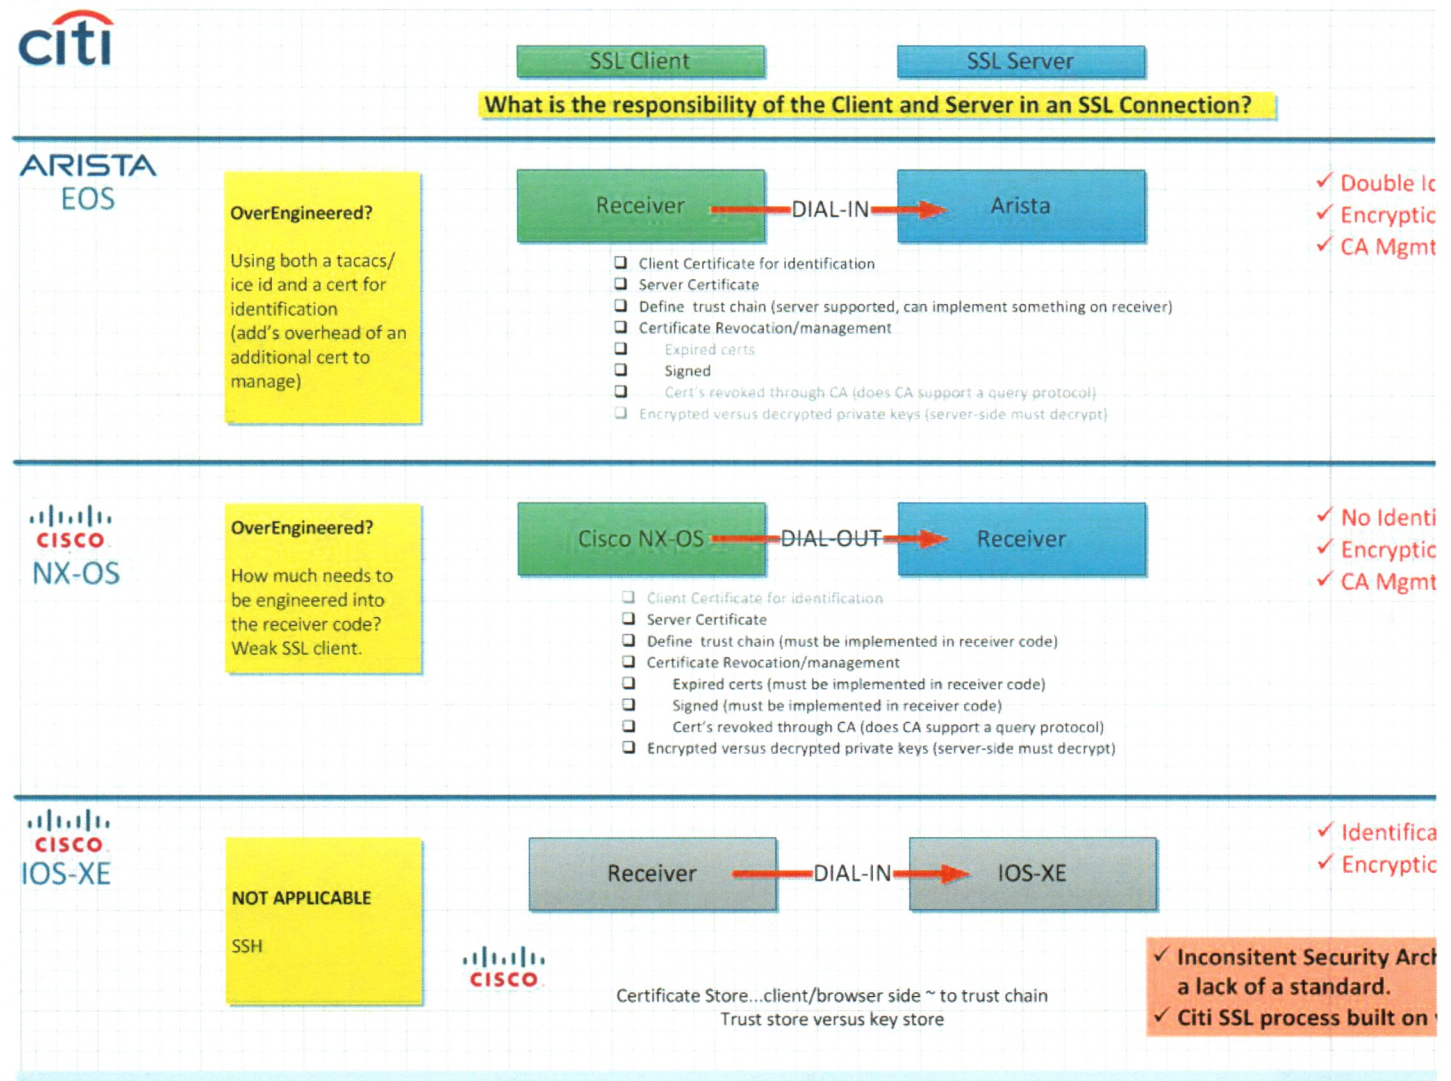 citi
SSL Client
SSL Server
What is the responsibility of the Client and Server in an SSL Connection?
ARISTA
EOS
OverEngineered?
Using both a tacacs/
ice id and a cert for
identification
(add's overhead of an
additional cert to
manage)
Receiver
DIAL-IN
Arista
Client Certificate for identification
Server Certificate
Define trust chain (server supported, can implement something on receiver)
Certificate Revocation/management
Expired certs
Signed
Cert's revoked through CA (does CA support a query protocol)
Encrypted versus decrypted private keys (server-side must decrypt)
✓ Double Ic
✓ Encryptic
✓ CA Mgmt
CISCO
NX-OS
OverEngineered?
How much needs to
be engineered into
the receiver code?
Weak SSL client.
Cisco NX-OS
DIAL-OUT
Receiver
Client Certificate for identification
Server Certificate
Define trust chain (must be implemented in receiver code)
Certificate Revocation/management
Expired certs (must be implemented in receiver code)
Signed (must be implemented in receiver code)
Cert's revoked through CA (does CA support a query protocol)
Encrypted versus decrypted private keys (server-side must decrypt)
✓ No Identi
✓ Encryptic
✓ CA Mgmt
CISCO
IOS-XE
NOT APPLICABLE
SSH
Receiver
DIAL-IN
IOS-XE
✓ Identifica
✓ Encryptic
CISCO
Certificate Store...client/browser side ~ to trust chain
Trust store versus key store
✓ Inconsitent Security Arch
a lack of a standard.
✓ Citi SSL process built on